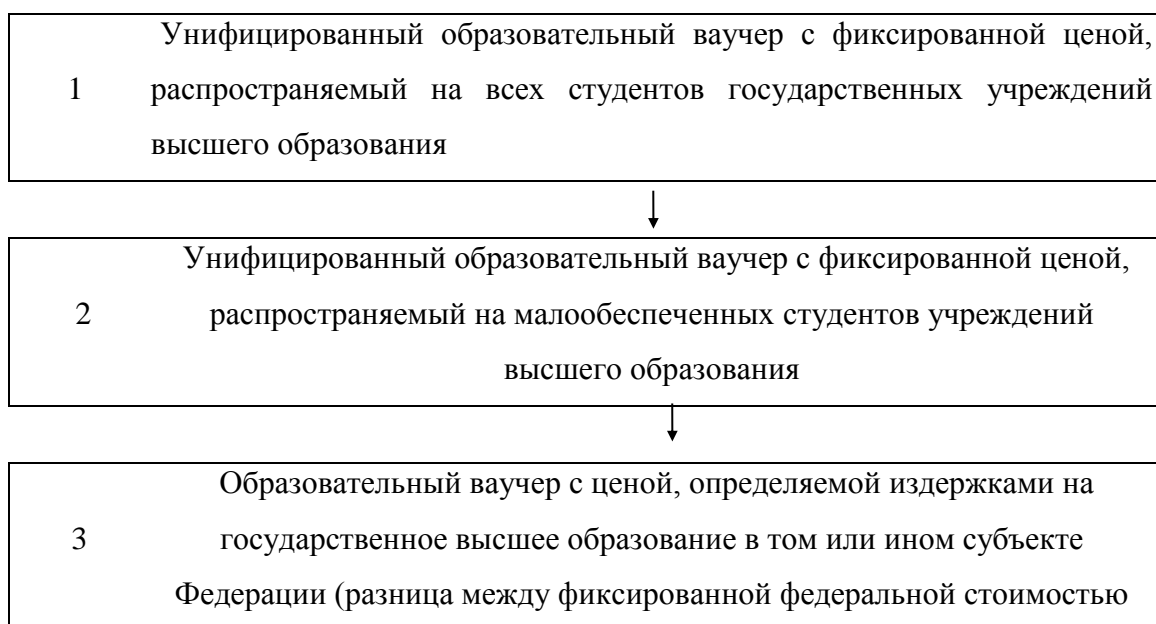 Унифицированный образовательный ваучер с фиксированной ценой,
1 распространяемый на всех студентов государственных учреждений
высшего образования
Унифицированный образовательный ваучер с фиксированной ценой,
2 распространяемый на малообеспеченных студентов учреждений
высшего образования
Образовательный ваучер с ценой, определяемой издержками на
3 государственное высшее образование в том или ином субъекте
Федерации (разница между фиксированной федеральной стоимостью